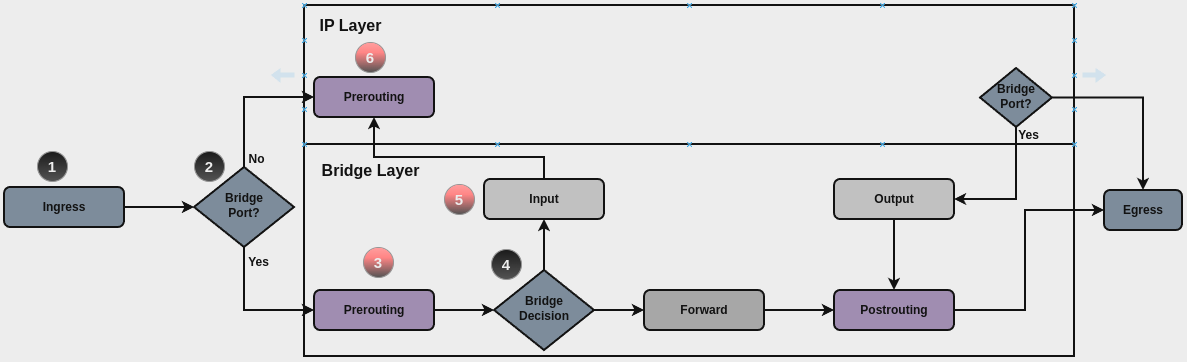 IP Layer
6
Prerouting
Bridge
Port?
Yes
1
2
No
Ingress
Bridge
Port?
Yes
Bridge Layer
5
Input
Output
Egress
3
4
Prerouting
Bridge
Decision
Forward
Postrouting